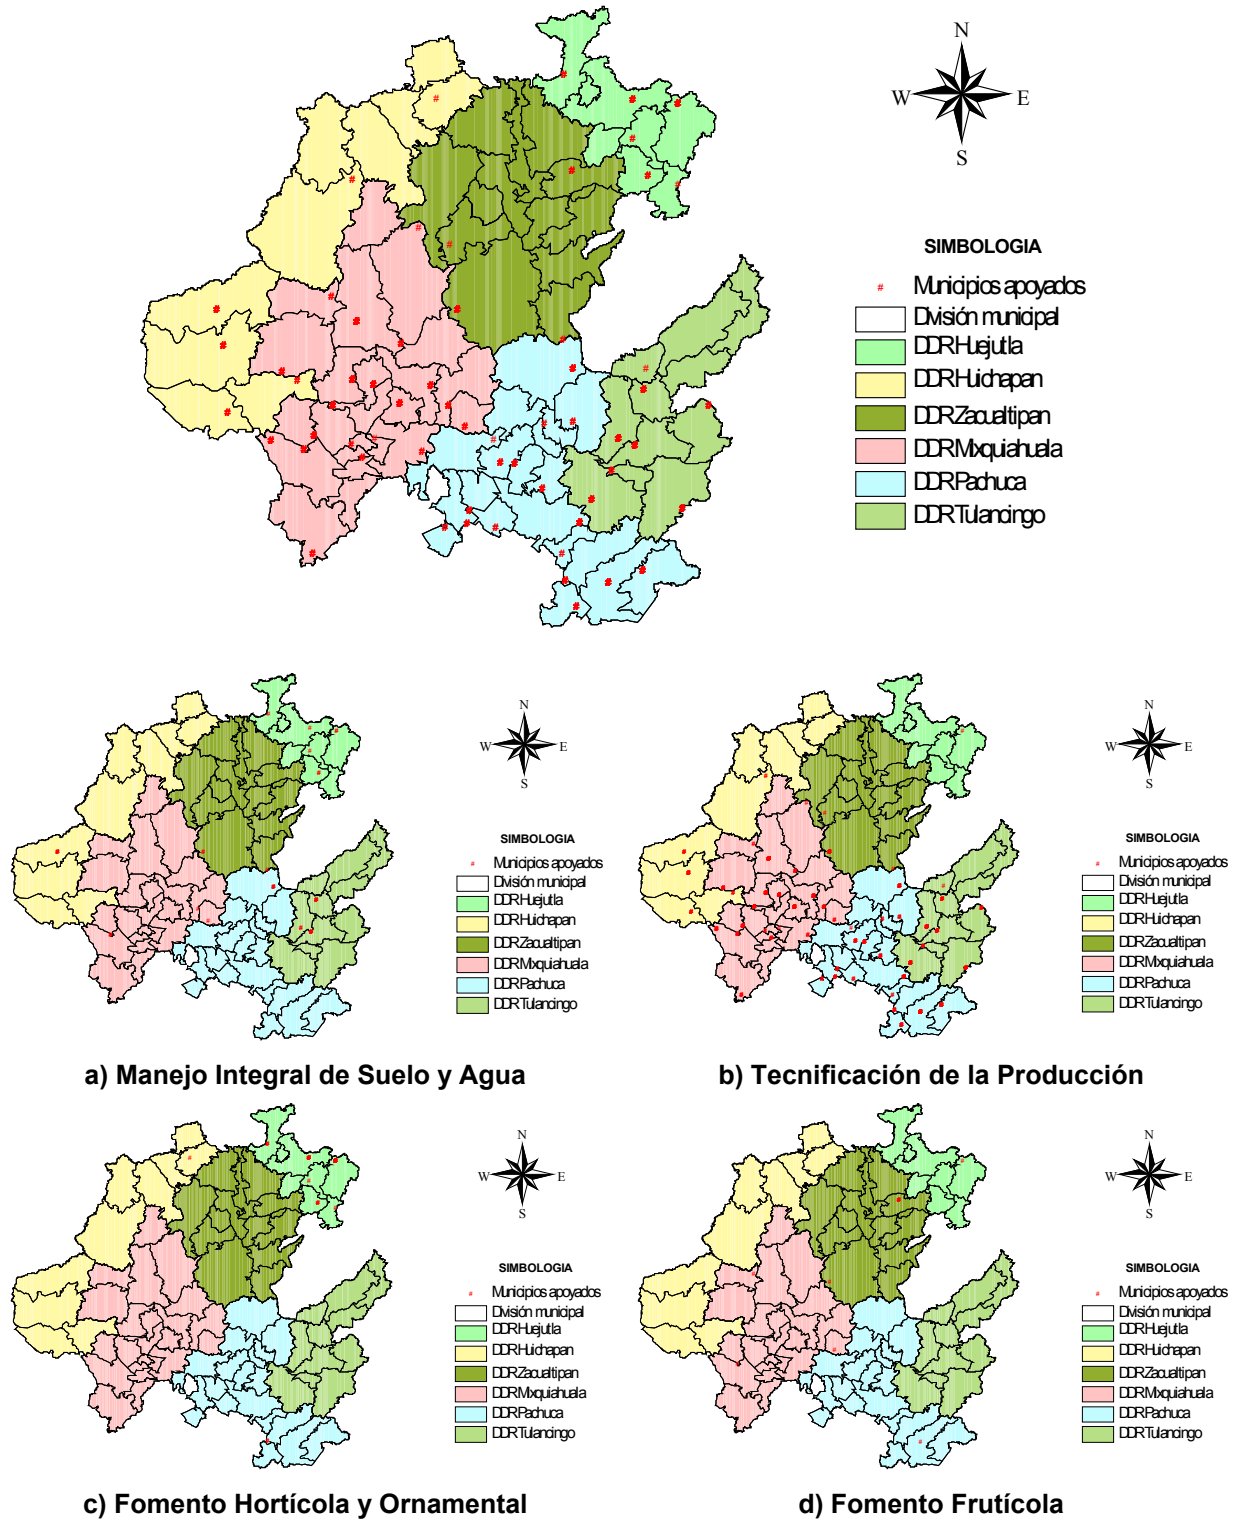 N
W
E
S
SIMBOLOGIA
# Municipios apoyados
División municipal
DDR Huejutla
DDR Huichapan
DDR Zacualtipan
DDR Mixquiahuala
DDR Pachuca
DDR Tulancingo
N
W
E
S
SIMBOLOGIA
# Municipios apoyados
División municipal
DDR Huejutla
DDR Huichapan
DDR Zacualtipan
DDR Mixquiahuala
DDR Pachuca
DDR Tulancingo
a) Manejo Integral de Suelo y Agua
N
W
E
S
SIMBOLOGIA
# Municipios apoyados
División municipal
DDR Huejutla
DDR Huichapan
DDR Zacualtipan
DDR Mixquiahuala
DDR Pachuca
DDR Tulancingo
b) Tecnificación de la Producción
N
W
E
S
SIMBOLOGIA
# Municipios apoyados
División municipal
DDR Huejutla
DDR Huichapan
DDR Zacualtipan
DDR Mixquiahuala
DDR Pachuca
DDR Tulancingo
c) Fomento Hortícola y Ornamental
N
W
E
S
SIMBOLOGIA
# Municipios apoyados
División municipal
DDR Huejutla
DDR Huichapan
DDR Zacualtipan
DDR Mixquiahuala
DDR Pachuca
DDR Tulancingo
d) Fomento Frutícola